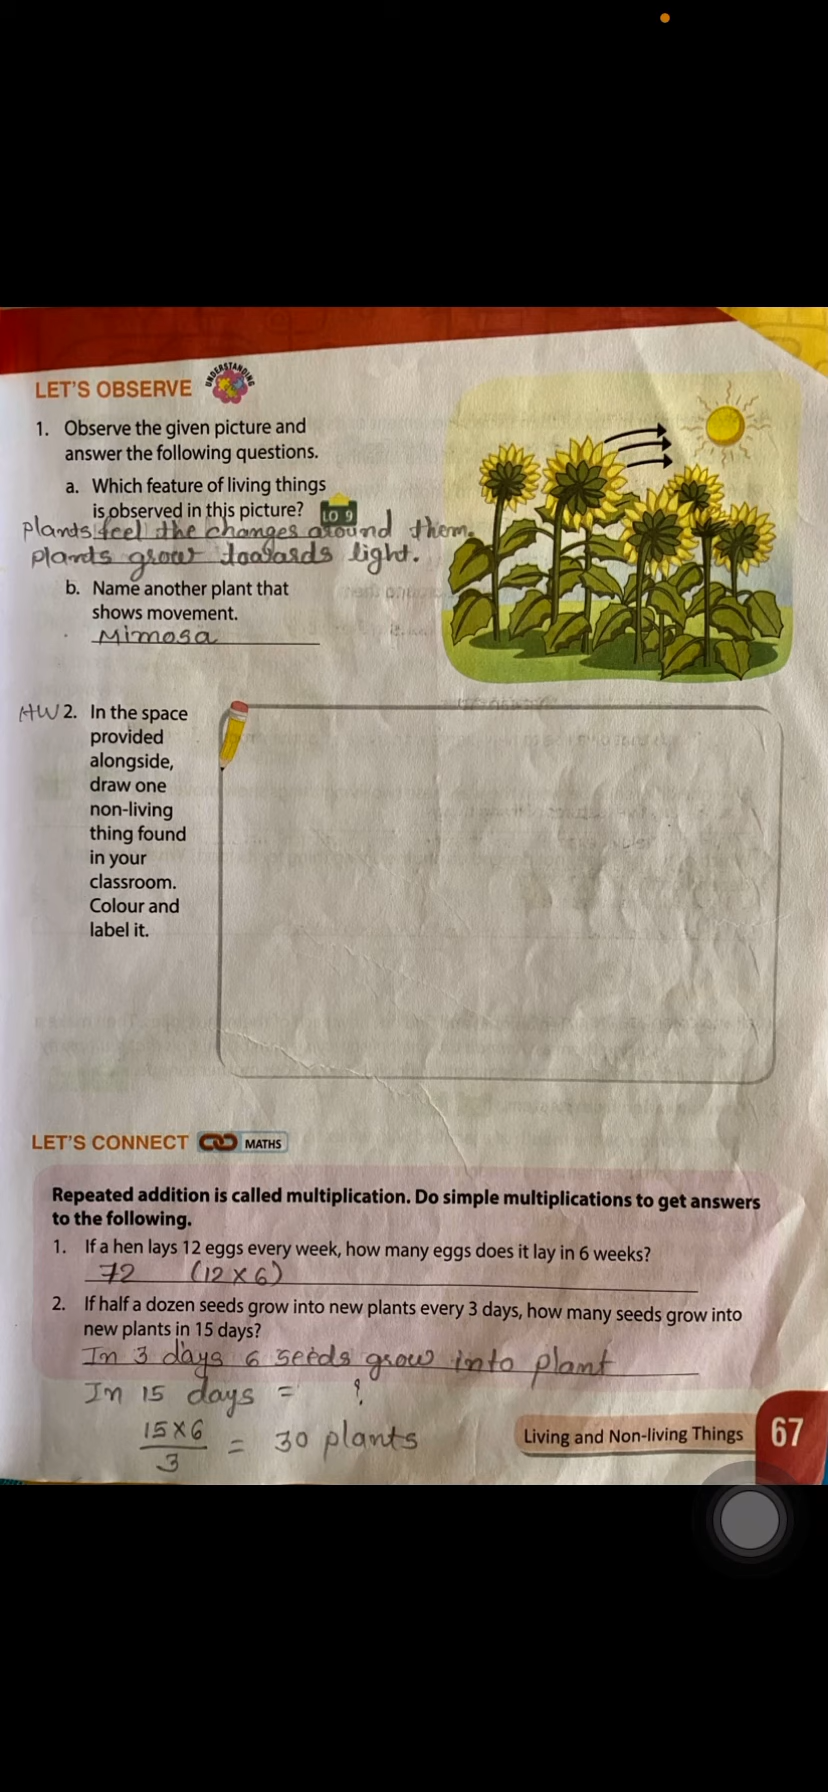 LET'S OBSERVE
UNDERSTANDING
1. Observe the given picture and
answer the following questions.
a. Which feature of living things
is observed in this picture? LO 9
Plants feel the changes around them.
plants grow towards light.
b. Name another plant that
shows movement.
Mimosa
HW 2. In the space
provided
alongside,
draw one
non-living
thing found
in your
classroom.
Colour and
label it.
LET'S CONNECT MATHS
Repeated addition is called multiplication. Do simple multiplications to get answers
to the following.
1. If a hen lays 12 eggs every week, how many eggs does it lay in 6 weeks?
72 (12 x 6)
2. If half a dozen seeds grow into new plants every 3 days, how many seeds grow into
new plants in 15 days?
In 3 days 6 seeds grow into plant
In 15 days = ?
15 x 6
3
= 30 plants
Living and Non-living Things 67